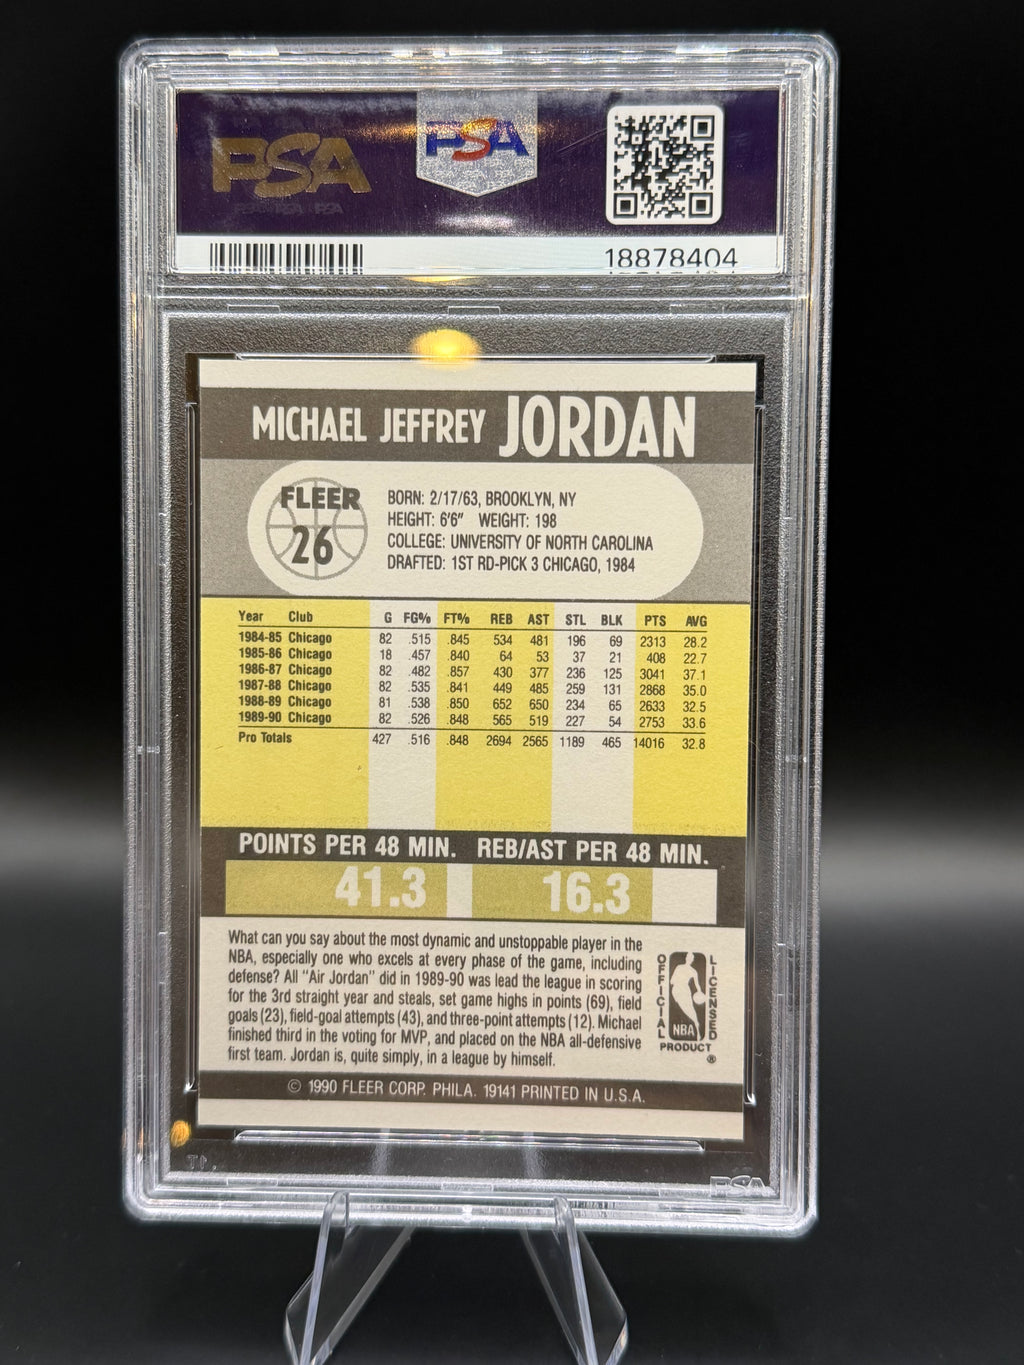 PSA
PSA
18878404
MICHAEL JEFFREY JORDAN
FLEER
26
BORN: 2/17/63, BROOKLYN, NY
HEIGHT: 6'6" WEIGHT: 198
COLLEGE: UNIVERSITY OF NORTH CAROLINA
DRAFTED: 1ST RD-PICK 3 CHICAGO, 1984
Year Club G FG% FT% REB AST STL BLK PTS AVG
1984-85 Chicago 82 .515 .845 534 481 196 69 2313 28.2
1985-86 Chicago 18 .457 .840 64 53 37 21 408 22.7
1986-87 Chicago 82 .482 .857 430 377 236 125 3041 37.1
1987-88 Chicago 82 .535 .841 449 485 259 131 2868 35.0
1988-89 Chicago 81 .538 .850 652 650 234 65 2633 32.5
1989-90 Chicago 82 .526 .848 565 519 227 54 2753 33.6
Pro Totals 427 .516 .848 2694 2565 1189 465 14016 32.8
POINTS PER 48 MIN. REB/AST PER 48 MIN.
41.3 16.3
What can you say about the most dynamic and unstoppable player in the
NBA, especially one who excels at every phase of the game, including
defense? All "Air Jordan" did in 1989-90 was lead the league in scoring
for the 3rd straight year and steals, set game highs in points (69), field
goals (23), field-goal attempts (43), and three-point attempts (12). Michael
finished third in the voting for MVP, and placed on the NBA all-defensive
first team. Jordan is, quite simply, in a league by himself.
OFFICIAL LICENSED
NBA
PRODUCT
®
© 1990 FLEER CORP. PHILA. 19141 PRINTED IN U.S.A.
PSA